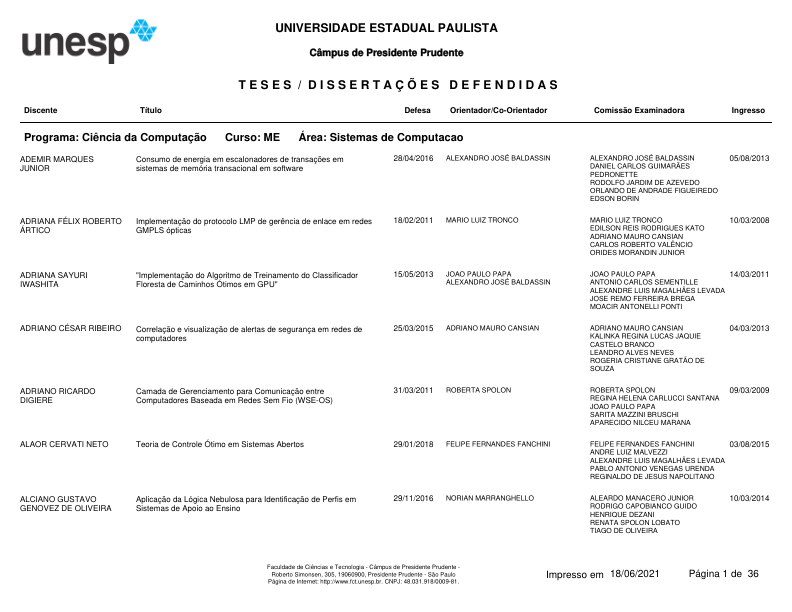 unesp
UNIVERSIDADE ESTADUAL PAULISTA
Câmpus de Presidente Prudente
TESES / DISSERTAÇÕES DEFENDIDAS
Discente Título Defesa Orientador/Co-Orientador Comissão Examinadora Ingresso
Programa: Ciência da Computação Curso: ME Área: Sistemas de Computacao
ADEMIR MARQUES JUNIOR
Consumo de energia em escalonadores de transações em
sistemas de memória transacional em software
28/04/2016
ALEXANDRO JOSÉ BALDASSIN
ALEXANDRO JOSÉ BALDASSIN
DANIEL CARLOS GUIMARÃES
PEDRONETTE
RODOLFO JARDIM DE AZEVEDO
ORLANDO DE ANDRADE FIGUEIREDO
EDSON BORIN
05/08/2013
ADRIANA FÉLIX ROBERTO
ÁRTICO
Implementação do protocolo LMP de gerência de enlace em redes
GMPLS ópticas
18/02/2011
MARIO LUIZ TRONCO
MARIO LUIZ TRONCO
EDILSON REIS RODRIGUES KATO
ADRIANO MAURO CANSIAN
CARLOS ROBERTO VALÊNCIO
ORIDES MORANDIN JUNIOR
10/03/2008
ADRIANA SAYURI
IWASHITA
"Implementação do Algoritmo de Treinamento do Classificador
Floresta de Caminhos Ótimos em GPU"
15/05/2013
JOAO PAULO PAPA
ALEXANDRO JOSÉ BALDASSIN
JOAO PAULO PAPA
ANTONIO CARLOS SEMENTILLE
ALEXANDRE LUIS MAGALHÃES LEVADA
JOSE REMO FERREIRA BREGA
MOACIR ANTONELLI PONTI
14/03/2011
ADRIANO CÉSAR RIBEIRO
Correlação e visualização de alertas de segurança em redes de
computadores
25/03/2015
ADRIANO MAURO CANSIAN
ADRIANO MAURO CANSIAN
KALINKA REGINA LUCAS JAQUIE
CASTELO BRANCO
LEANDRO ALVES NEVES
ROGERIA CRISTIANE GRATÃO DE
SOUZA
04/03/2013
ADRIANO RICARDO
DIGIERE
Camada de Gerenciamento para Comunicação entre
Computadores Baseada em Redes Sem Fio (WSE-OS)
31/03/2011
ROBERTA SPOLON
ROBERTA SPOLON
REGINA HELENA CARLUCCI SANTANA
JOAO PAULO PAPA
SARITA MAZZINI BRUSCHI
APARECIDO NILCEU MARANA
09/03/2009
ALAOR CERVATI NETO
Teoria de Controle Ótimo em Sistemas Abertos
29/01/2018
FELIPE FERNANDES FANCHINI
FELIPE FERNANDES FANCHINI
ANDRE LUIZ MALVEZZI
ALEXANDRE LUIS MAGALHÃES LEVADA
PABLO ANTONIO VENEGAS URENDA
REGINALDO DE JESUS NAPOLITANO
03/08/2015
ALCIANO GUSTAVO
GENOVEZ DE OLIVEIRA
Aplicação da Lógica Nebulosa para Identificação de Perfis em
Sistemas de Apoio ao Ensino
29/11/2016
NORIAN MARRANGHELLO
ALEARDO MANACERO JUNIOR
RODRIGO CAPOBIANCO GUIDO
HENRIQUE DEZANI
RENATA SPOLON LOBATO
TIAGO DE OLIVEIRA
10/03/2014
Faculdade de Ciências e Tecnologia - Câmpus de Presidente Prudente -
Roberto Simonsen, 305, 19060900, Presidente Prudente - São Paulo
Página de Internet: http://www.fct.unesp.br. CNPJ: 48.031.918/0009-81.
Impresso em 18/06/2021 Página 1 de 36